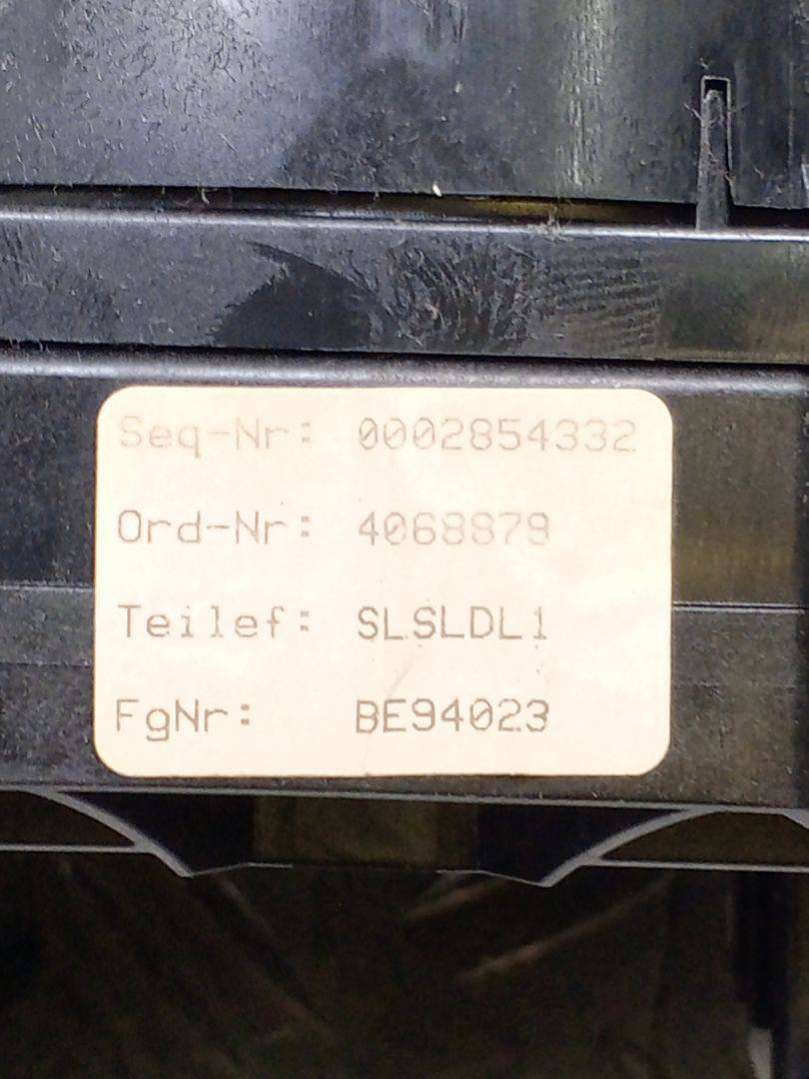 Seq-Nr: 0002854332
Ord-Nr: 4068879
Teilef: SLSLDL1
FgNr: BE94023